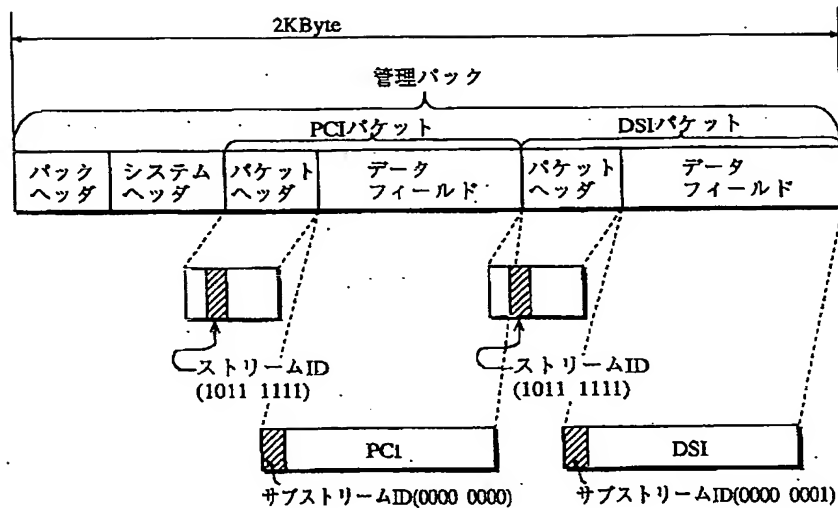 2KByte
管理パック
PCIパケット
DSIパケット
パック
ヘッダ
システム
ヘッダ
パケット
ヘッダ
データ
フィールド
パケット
ヘッダ
データ
フィールド
ストリームID
(1011 1111)
ストリームID
(1011 1111)
PCI
DSI
サブストリームID(0000 0000)
サブストリームID(0000 0001)